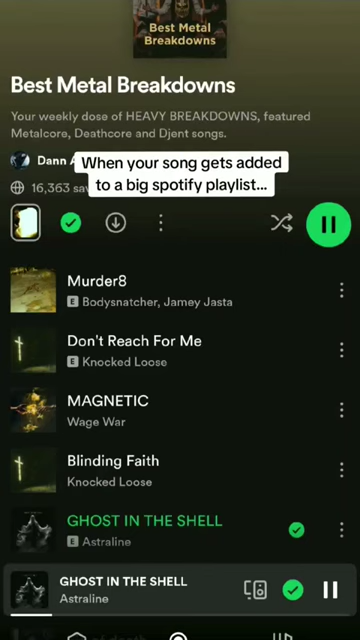 Best Metal
Breakdowns
Best Metal Breakdowns
Your weekly dose of HEAVY BREAKDOWNS, featured
Metalcore, Deathcore and Djent songs.
Dann A
When your song gets added
to a big spotify playlist...
16,363 sav
Murder8
E Bodysnatcher, Jamey Jasta
Don't Reach For Me
E Knocked Loose
MAGNETIC
Wage War
Blinding Faith
Knocked Loose
GHOST IN THE SHELL
E Astraline
GHOST IN THE SHELL
Astraline